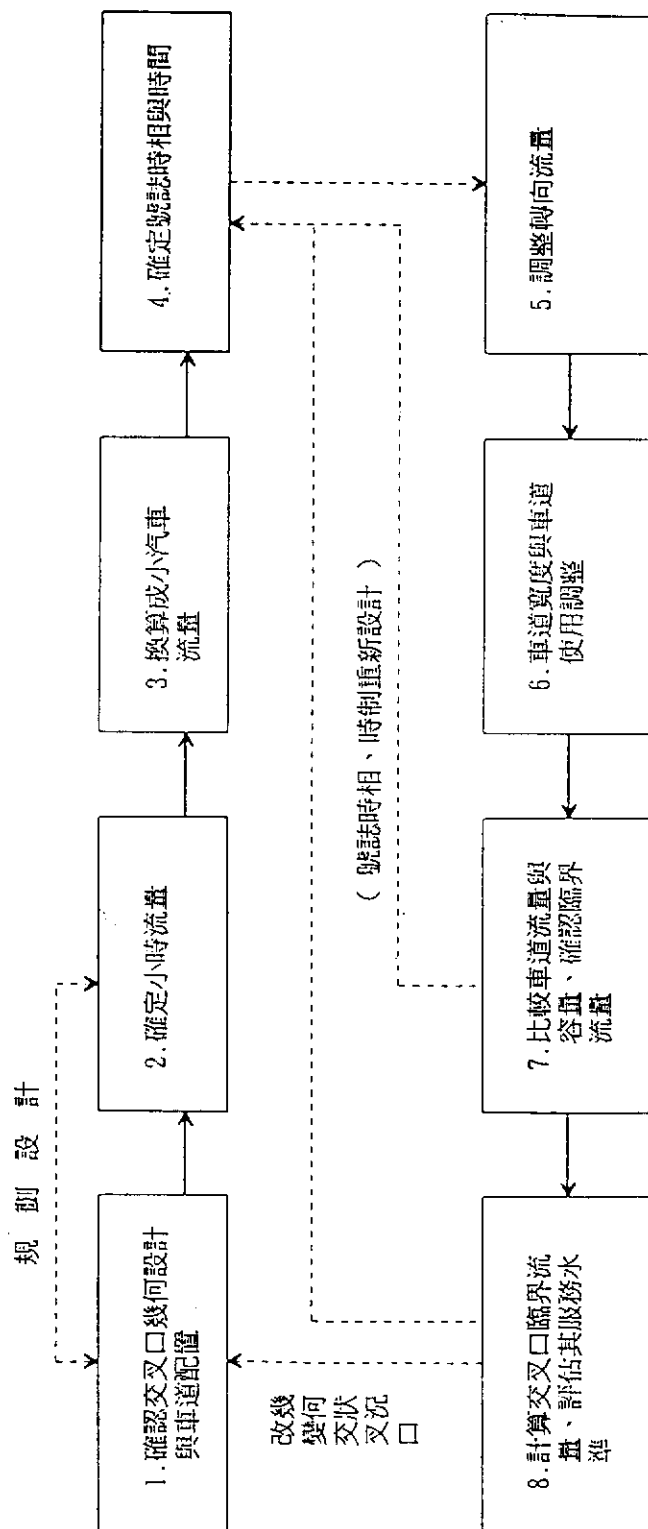 規 劃 設 計
1.確認交叉口幾何設計
與車道配置
2.確定小時流量
3.換算成小汽車
流量
4.確定號誌時相與時間
(號誌時相、時制重新設計)
改變交叉口
幾何狀況
5.調整轉向流量
6.車道寬度與車道
使用調整
7.比較車道流量與
容量、確認臨界
流量
8.計算交叉口臨界流
量、評估其服務水
準